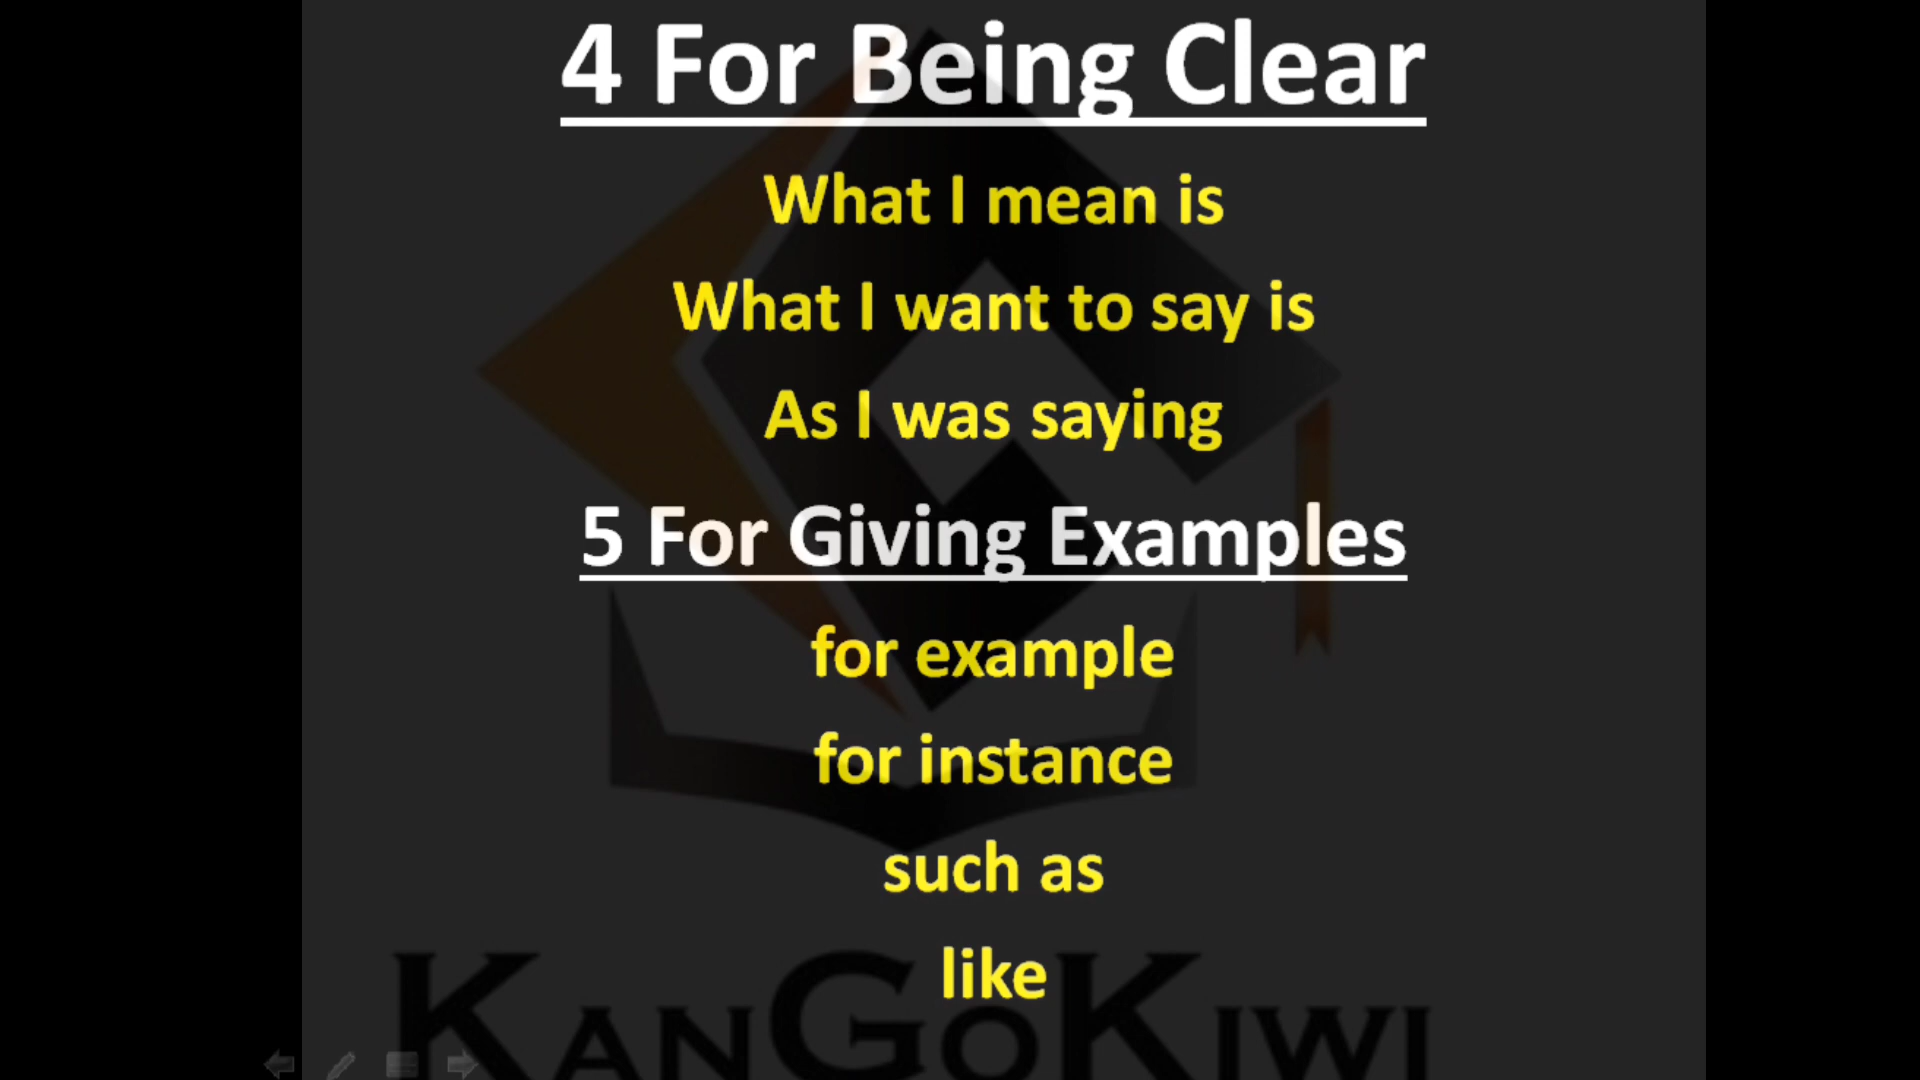 4 For Being Clear
What I mean is
What I want to say is
As I was saying
5 For Giving Examples
for example
for instance
such as
like
KANGOKIWI